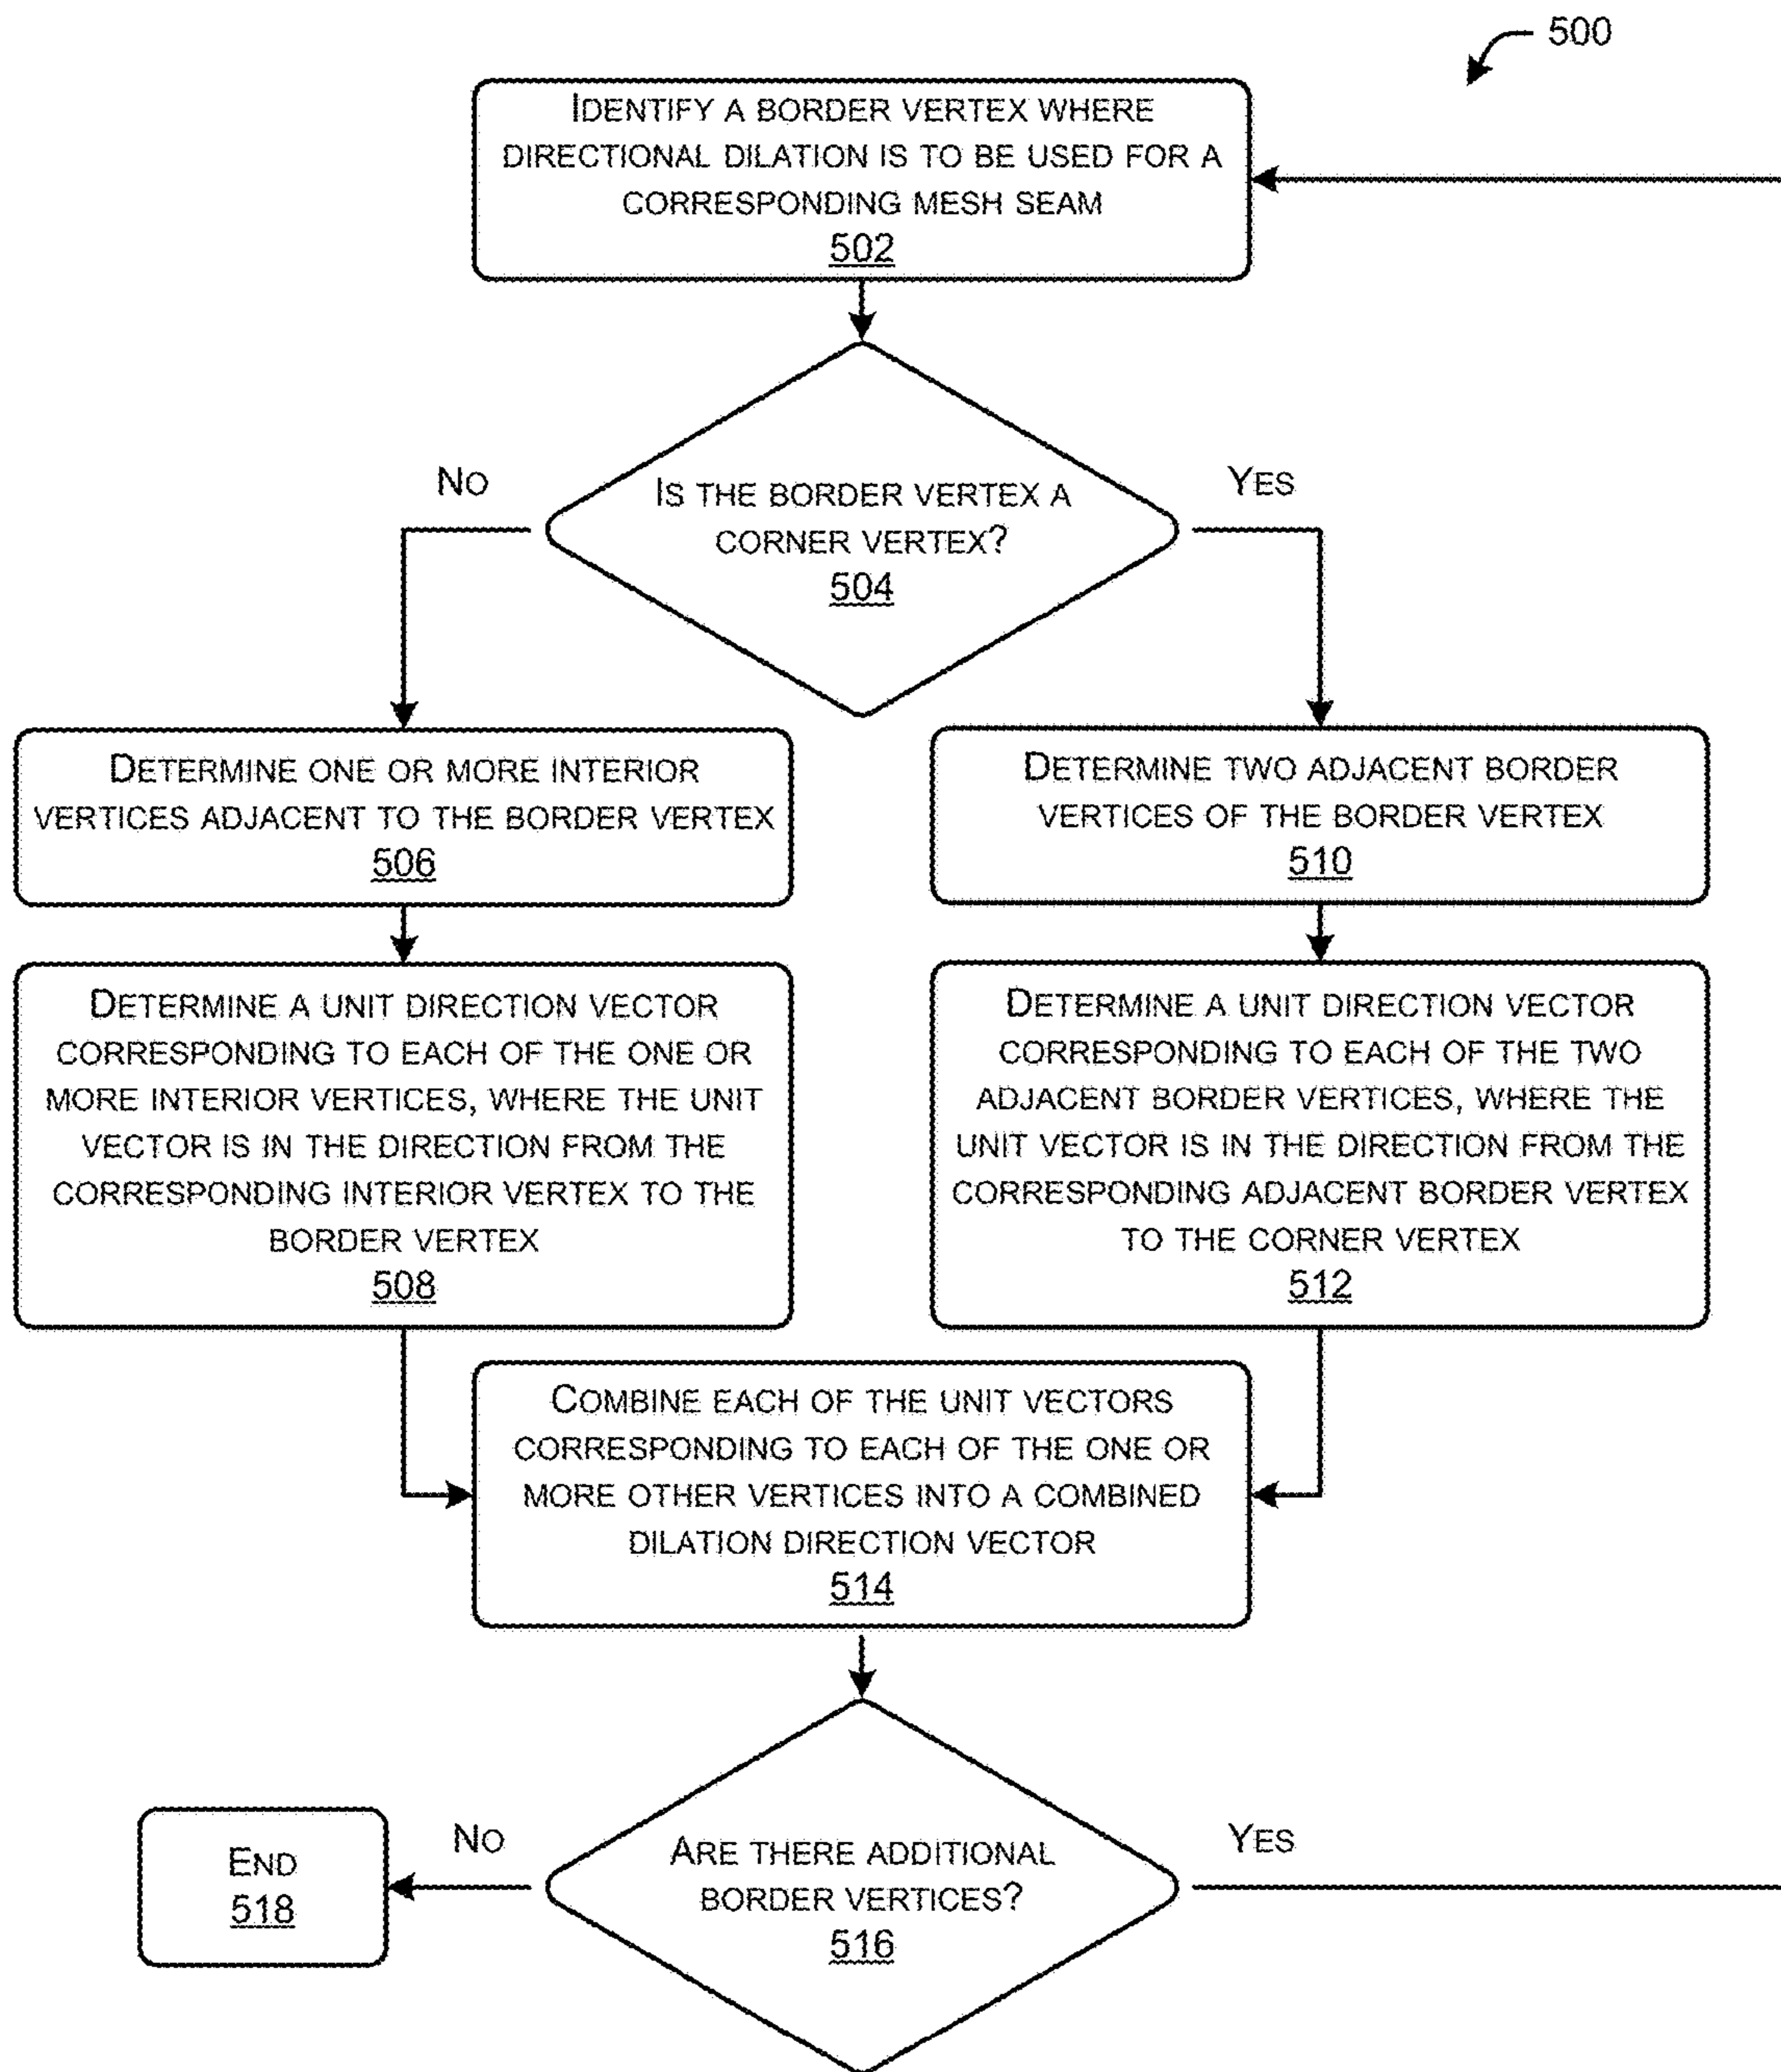 500
IDENTIFY A BORDER VERTEX WHERE
DIRECTIONAL DILATION IS TO BE USED FOR A
CORRESPONDING MESH SEAM
502
IS THE BORDER VERTEX A
CORNER VERTEX?
504
NO
YES
DETERMINE ONE OR MORE INTERIOR
VERTICES ADJACENT TO THE BORDER VERTEX
506
DETERMINE TWO ADJACENT BORDER
VERTICES OF THE BORDER VERTEX
510
DETERMINE A UNIT DIRECTION VECTOR
CORRESPONDING TO EACH OF THE ONE OR
MORE INTERIOR VERTICES, WHERE THE UNIT
VECTOR IS IN THE DIRECTION FROM THE
CORRESPONDING INTERIOR VERTEX TO THE
BORDER VERTEX
508
DETERMINE A UNIT DIRECTION VECTOR
CORRESPONDING TO EACH OF THE TWO
ADJACENT BORDER VERTICES, WHERE THE
UNIT VECTOR IS IN THE DIRECTION FROM THE
CORRESPONDING ADJACENT BORDER VERTEX
TO THE CORNER VERTEX
512
COMBINE EACH OF THE UNIT VECTORS
CORRESPONDING TO EACH OF THE ONE OR
MORE OTHER VERTICES INTO A COMBINED
DILATION DIRECTION VECTOR
514
ARE THERE ADDITIONAL
BORDER VERTICES?
516
NO
YES
END
518